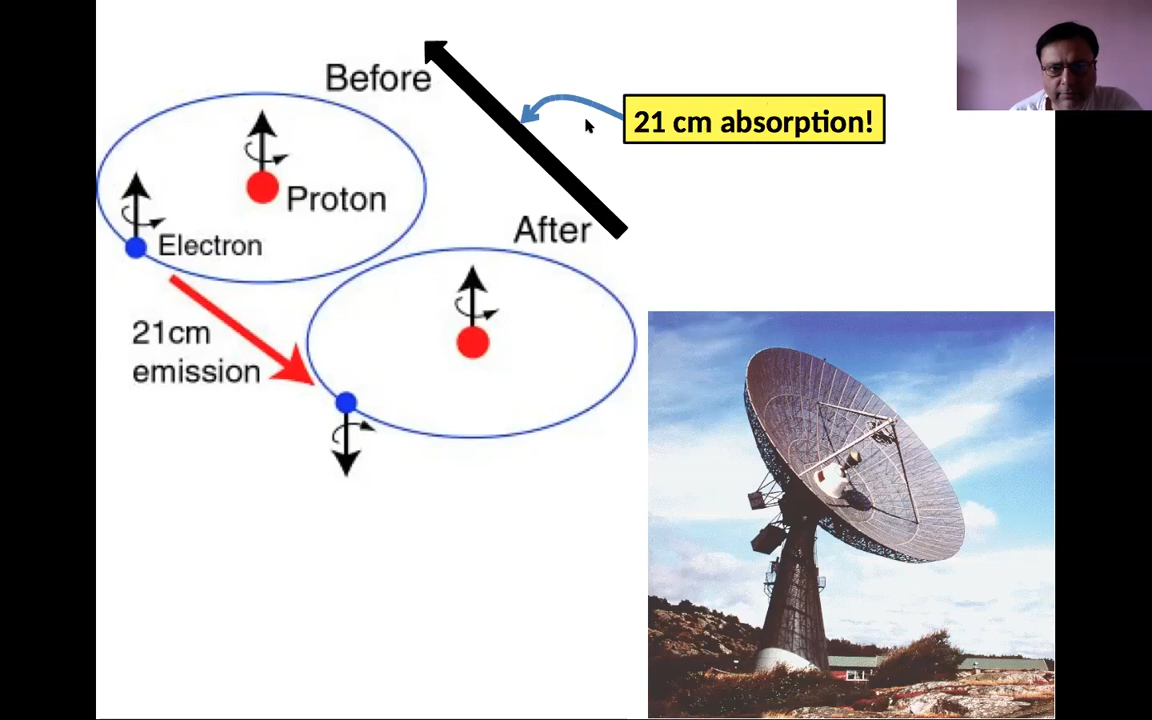 Before
21 cm absorption!
Proton
After
Electron
21cm
emission